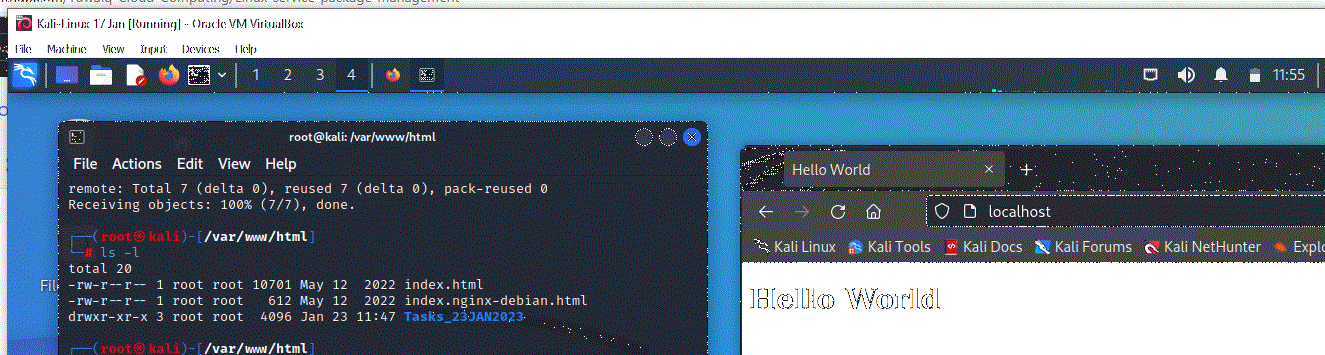 Kali-Linux 17 Jan [Running] - Oracle VM VirtualBox
File Machine View Input Devices Help
1 2 3 4 11:55
root@kali: /var/www/html
File Actions Edit View Help
remote: Total 7 (delta 0), reused 7 (delta 0), pack-reused 0
Receiving objects: 100% (7/7), done.
┌──(root㉿kali)-[/var/www/html]
└─# ls -l
total 20
-rw-r--r-- 1 root root 10701 May 12  2022 index.html
-rw-r--r-- 1 root root   612 May 12  2022 index.nginx-debian.html
drwxr-xr-x 3 root root  4096 Jan 23 11:47 Tasks_23JAN2023
┌──(root㉿kali)-[/var/www/html]
Fil
Hello World
localhost
Kali Linux Kali Tools Kali Docs Kali Forums Kali NetHunter Explo
Hello World